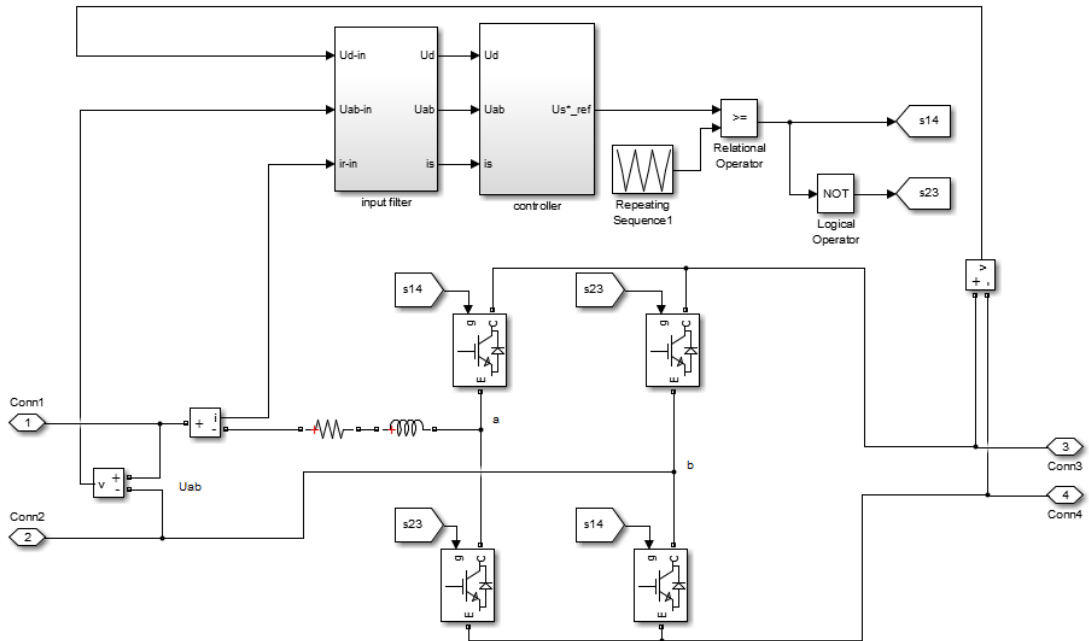 Ud-in
Ud
Ud
Uab-in
Uab
Uab
Us*_ref
ir-in
is
is
input filter
controller
Repeating
Sequence1
>=
Relational
Operator
NOT
Logical
Operator
s14
s23
v
+
-
s14
s23
g
C
E
g
C
E
Conn1
1
+
i
-
a
b
v
+
-
Uab
Conn2
2
3
Conn3
4
Conn4
s23
s14
g
C
E
g
C
E